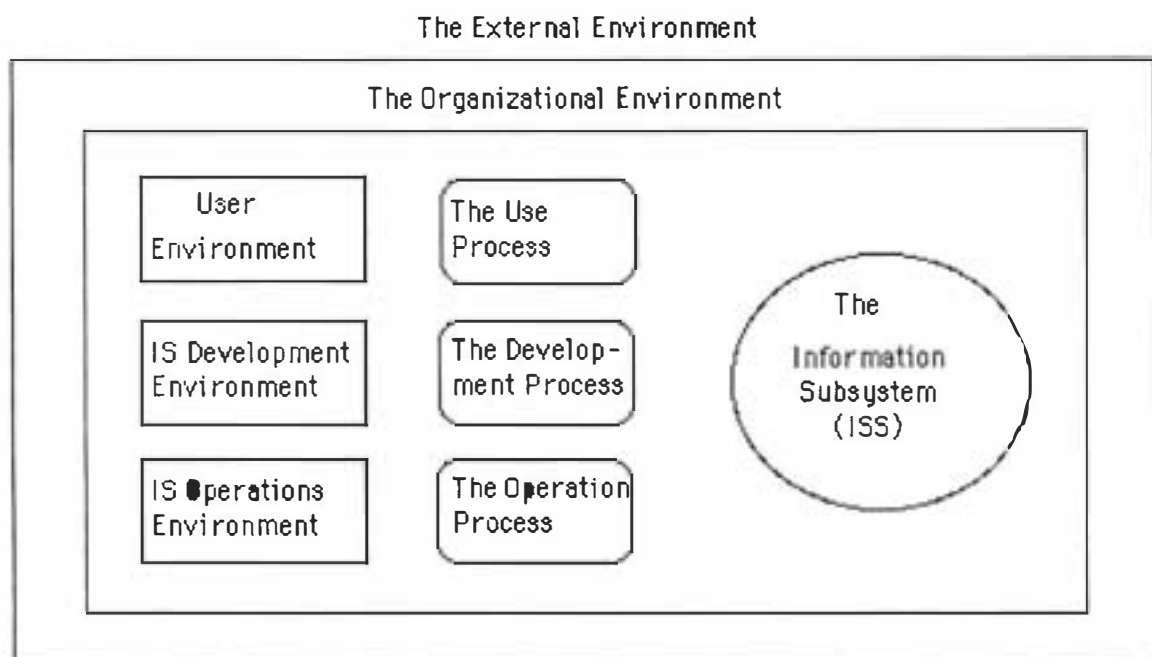 The External Environment
The Organizational Environment
User
Environment
The Use
Process
IS Development
Environment
The Develop-
ment Process
IS Operations
Environment
The Operation
Process
The
Information
Subsystem
(ISS)